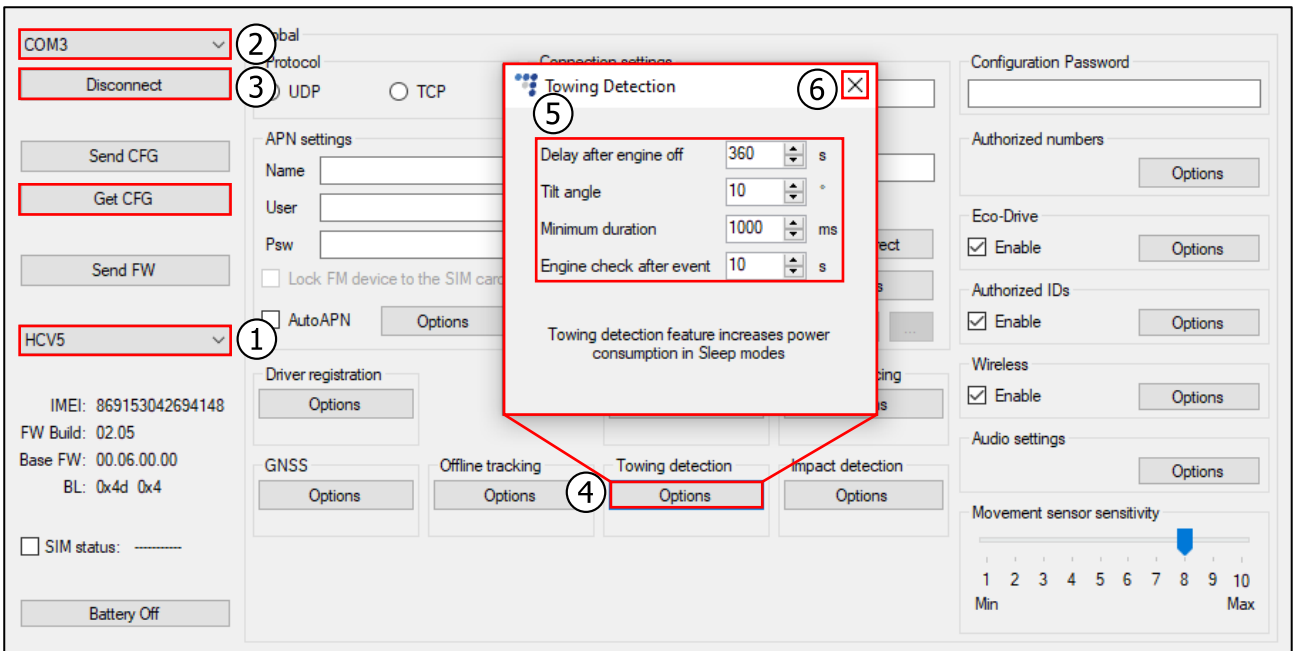 COM3
②
Disconnect
③
Send CFG
Get CFG
Send FW
HCV5
①
IMEI: 869153042694148
FW Build: 02.05
Base FW: 00.06.00.00
BL: 0x4d 0x4
SIM status: -----------
Battery Off
Protocol
UDP
TCP
APN settings
Name
User
Psw
Lock FM device to the SIM card
AutoAPN
Options
Connection settings
Towing Detection
⑥
⑤
Delay after engine off 360 s
Tilt angle 10 °
Minimum duration 1000 ms
Engine check after event 10 s
Towing detection feature increases power
consumption in Sleep modes
...
Driver registration
Options
GNSS
Options
Offline tracking
Options
④
Towing detection
Options
Impact detection
Options
Configuration Password
Authorized numbers
Options
Eco-Drive
Enable
Options
Authorized IDs
Enable
Options
Wireless
Enable
Options
Audio settings
Options
Movement sensor sensitivity
1 2 3 4 5 6 7 8 9 10
Min Max